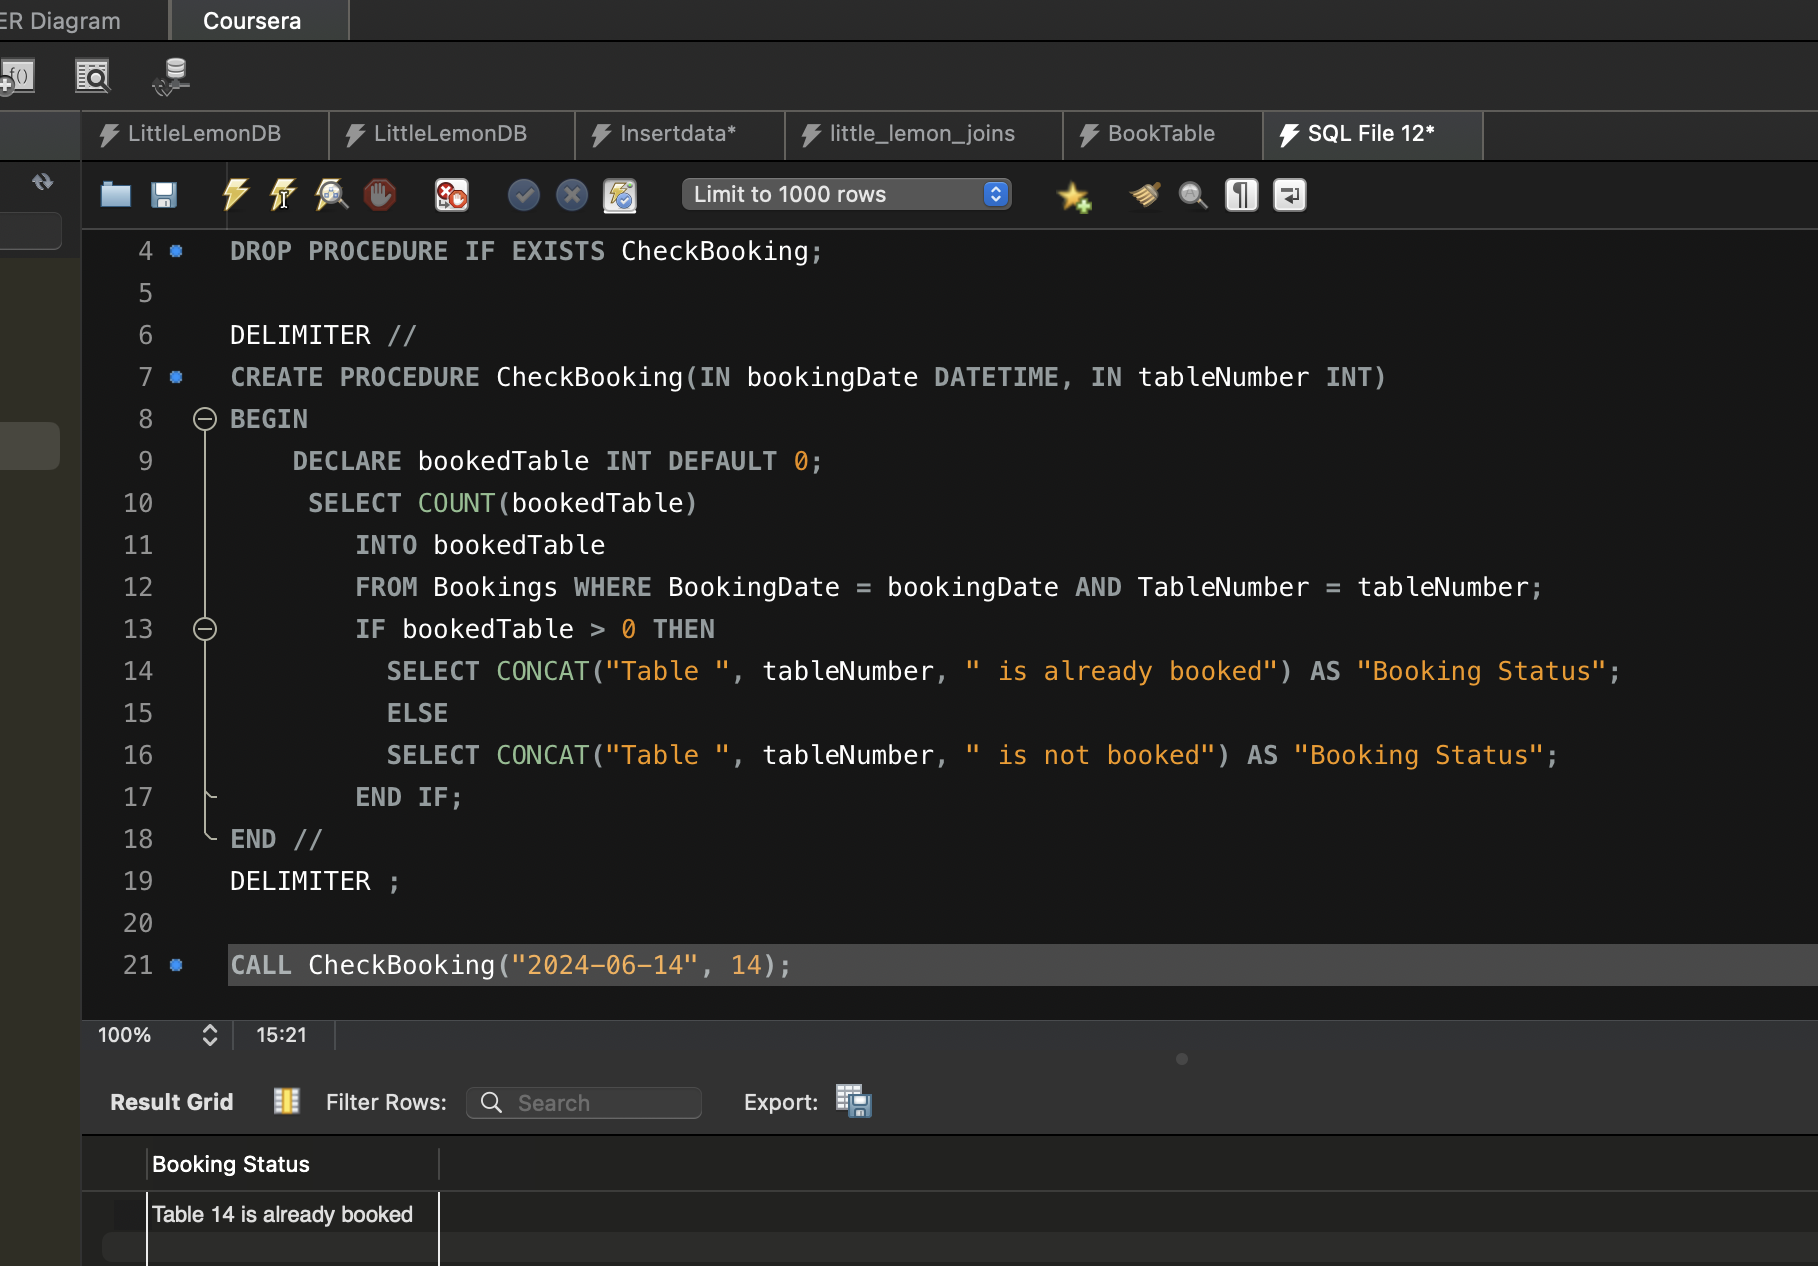 ER Diagram
Coursera
f()
LittleLemonDB
LittleLemonDB
Insertdata*
little_lemon_joins
BookTable
SQL File 12*
Limit to 1000 rows
4 DROP PROCEDURE IF EXISTS CheckBooking;
5
6 DELIMITER //
7 CREATE PROCEDURE CheckBooking(IN bookingDate DATETIME, IN tableNumber INT)
8 BEGIN
9 DECLARE bookedTable INT DEFAULT 0;
10 SELECT COUNT(bookedTable)
11 INTO bookedTable
12 FROM Bookings WHERE BookingDate = bookingDate AND TableNumber = tableNumber;
13 IF bookedTable > 0 THEN
14 SELECT CONCAT("Table ", tableNumber, " is already booked") AS "Booking Status";
15 ELSE
16 SELECT CONCAT("Table ", tableNumber, " is not booked") AS "Booking Status";
17 END IF;
18 END //
19 DELIMITER ;
20
21 CALL CheckBooking("2024-06-14", 14);
100%
15:21
Result Grid
Filter Rows:
Search
Export:
Booking Status
Table 14 is already booked